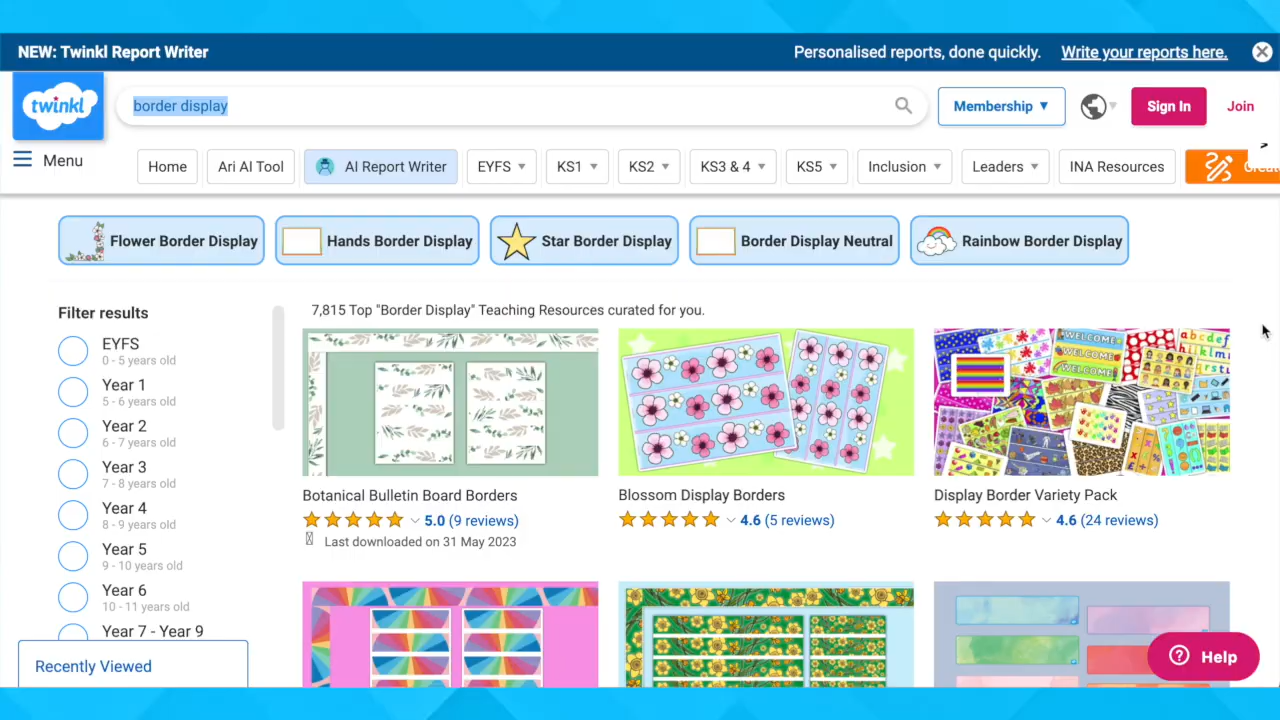 NEW: Twinkl Report Writer
Personalised reports, done quickly. Write your reports here.
twinkl
border display
Membership ▼
Sign In
Join
Menu
Home
Ari AI Tool
AI Report Writer
EYFS
KS1
KS2
KS3 & 4
KS5
Inclusion
Leaders
INA Resources
Flower Border Display
Hands Border Display
Star Border Display
Border Display Neutral
Rainbow Border Display
Filter results
7,815 Top "Border Display" Teaching Resources curated for you.
EYFS
0 - 5 years old
Year 1
5 - 6 years old
Year 2
6 - 7 years old
Year 3
7 - 8 years old
Year 4
8 - 9 years old
Year 5
9 - 10 years old
Year 6
10 - 11 years old
Year 7 - Year 9
WELCOME
WELCOME
WELCOME
Botanical Bulletin Board Borders
5.0 (9 reviews)
Last downloaded on 31 May 2023
Blossom Display Borders
4.6 (5 reviews)
Display Border Variety Pack
4.6 (24 reviews)
Recently Viewed
Help